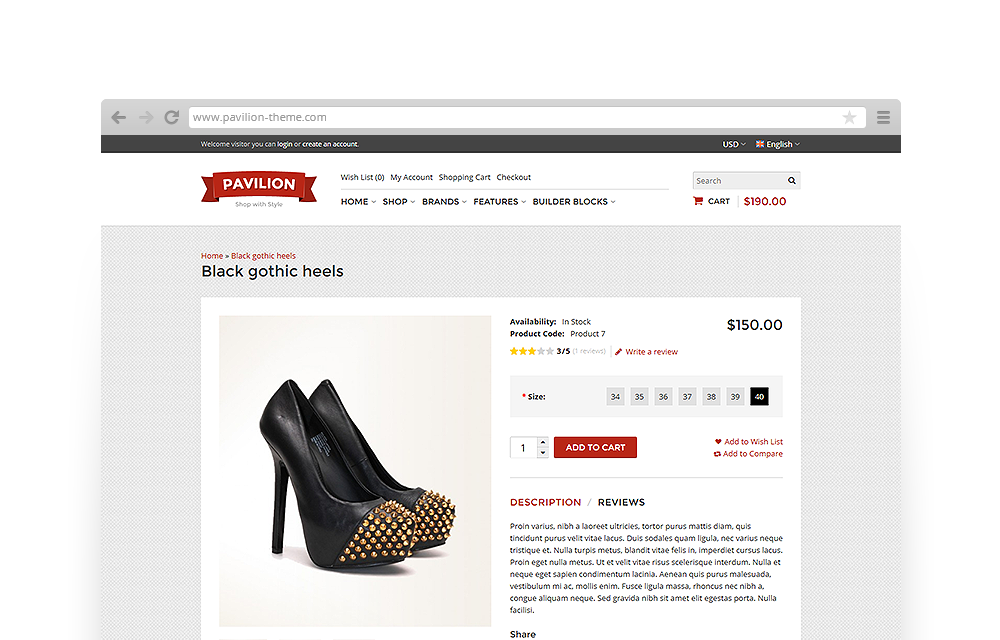 www.pavilion-theme.com
Welcome visitor you can login or create an account.
USD
English
PAVILION
Shop with Style
Wish List (0) My Account Shopping Cart Checkout
Search
HOME SHOP BRANDS FEATURES BUILDER BLOCKS
CART $190.00
Home » Black gothic heels
Black gothic heels
Availability: In Stock
$150.00
Product Code: Product 7
3/5 (1 reviews) Write a review
* Size: 34 35 36 37 38 39 40
1 ADD TO CART
Add to Wish List
Add to Compare
DESCRIPTION / REVIEWS
Proin varius, nibh a laoreet ultricies, tortor purus mattis diam, quis
tincidunt purus velit vitae lacus. Duis sodales quam ligula, nec varius neque
tristique et. Nulla turpis metus, blandit vitae felis in, imperdiet cursus lacus.
Proin eget nulla metus. Ut et velit vitae risus scelerisque interdum. Nulla et
neque eget sapien condimentum lacinia. Aenean quis purus malesuada,
vestibulum mi ac, mollis enim. Fusce ligula massa, rhoncus nec nibh a,
congue aliquam neque. Sed gravida nibh sit amet elit egestas porta. Nulla
facilisi.
Share